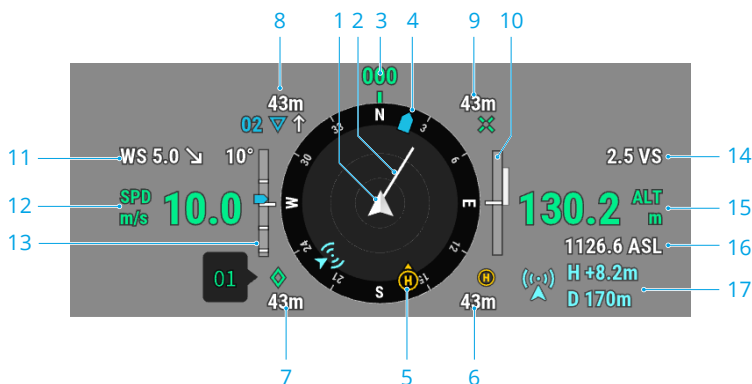 8 1 2 3 4 9 10
000
43m 43m
02 N
33 3
11 WS 5.0 10° 30 6 2.5 VS 14
12 SPD m/s 10.0 W E 130.2 ALT m 15
13 24 12 1126.6 ASL 16
01 21 S 15 H H
H +8.2m
D 170m 17
43m 43m
7 5 6